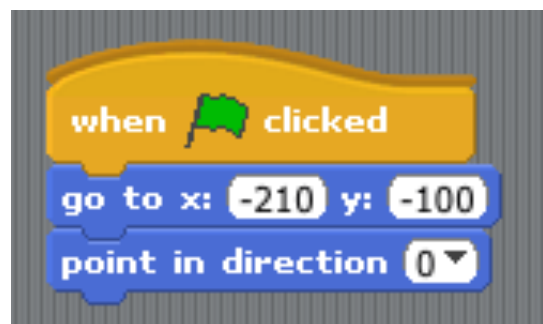 when clicked
go to x: -210 y: -100
point in direction 0